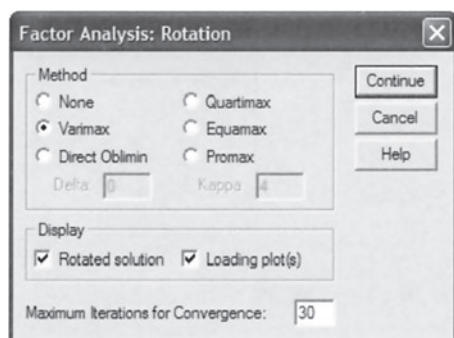 Factor Analysis: Rotation
Method
None
Quartimax
Varimax
Equamax
Direct Oblimin
Promax
Delta: 0
Kappa 4
Display
Rotated solution
Loading plot(s)
Maximum Iterations for Convergence: 30
Continue
Cancel
Help